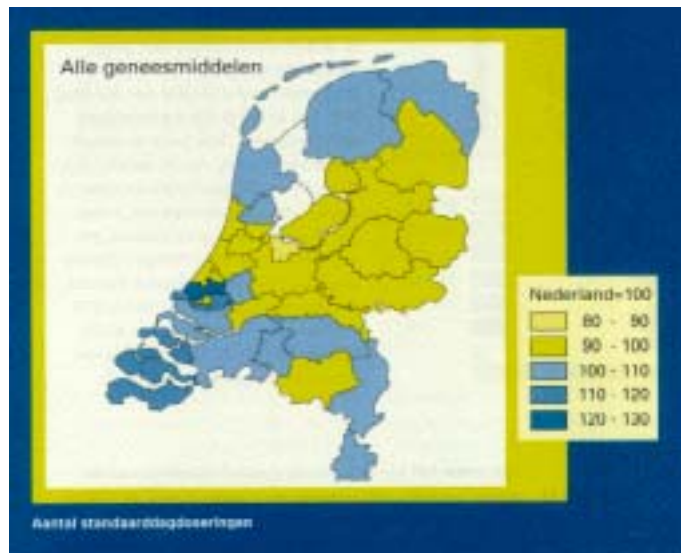 Alle geneesmiddelen
Nederland=100
80 - 90
90 - 100
100 - 110
110 - 120
120 - 130
Aantal standaarddagdoseringen